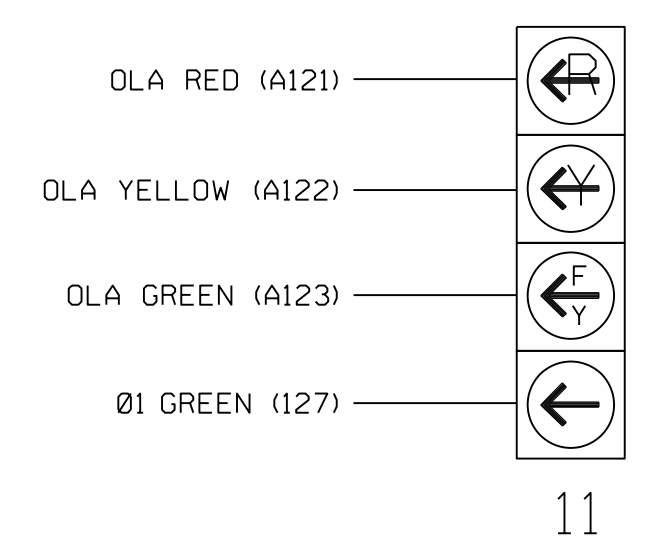 OLA RED (A121)
R
OLA YELLOW (A122)
Y
OLA GREEN (A123)
F
Y
Ø1 GREEN (127)
11